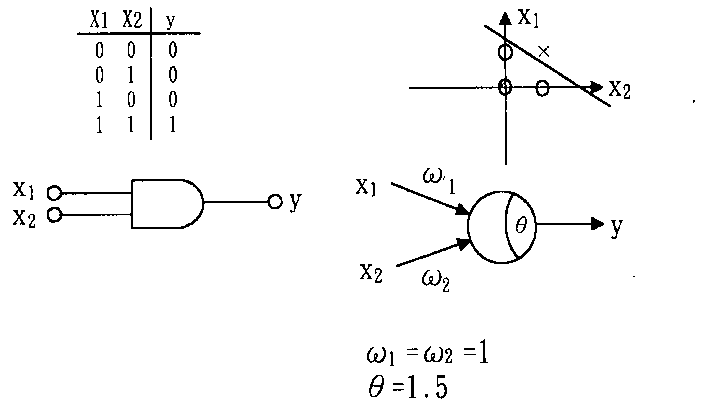 X1 X2 y
0 0 0
0 1 0
1 0 0
1 1 1
X1
X2
X1
X2
y
X1
ω1
θ
y
X2
ω2
ω1 = ω2 = 1
θ = 1.5